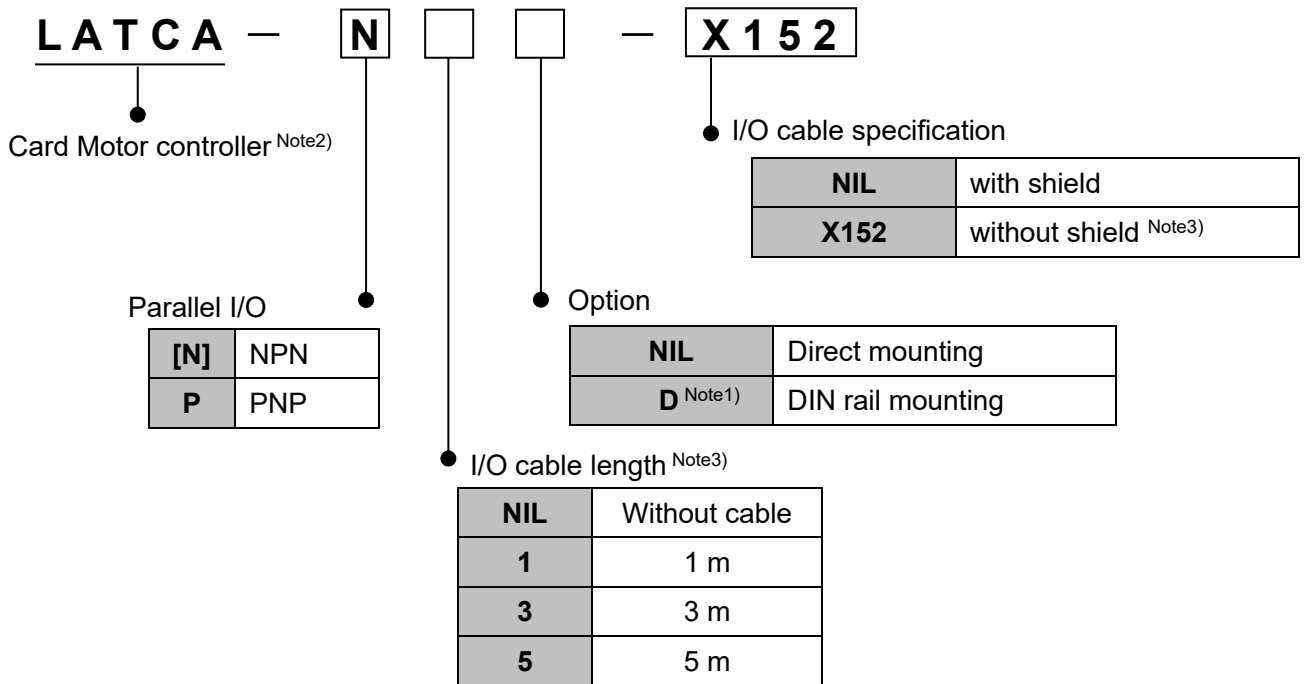 LATCA — N — X152
Card Motor controller Note2)
I/O cable specification
NIL with shield
X152 without shield Note3)
Parallel I/O
[N] NPN
P PNP
Option
NIL Direct mounting
D Note1) DIN rail mounting
I/O cable length Note3)
NIL Without cable
1 1 m
3 3 m
5 5 m